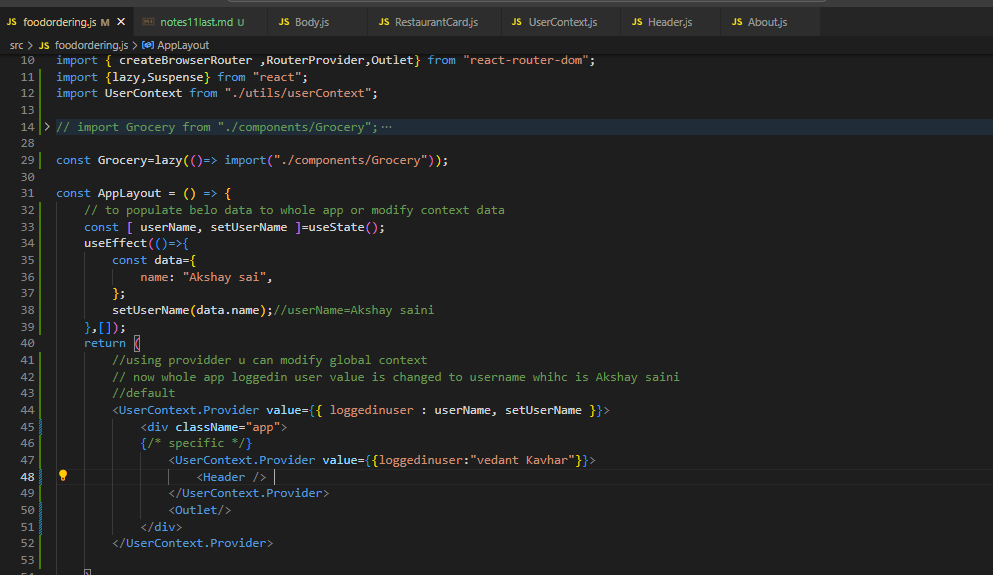 JS foodordering.js M × notes11last.md U JS Body.js JS RestaurantCard.js JS UserContext.js JS Header.js JS About.js
src > JS foodordering.js > AppLayout
10 import { createBrowserRouter ,RouterProvider,Outlet} from "react-router-dom";
11 import {lazy,Suspense} from "react";
12 import UserContext from "./utils/userContext";
13
14 > // import Grocery from "./components/Grocery"; ···
28
29 const Grocery=lazy(()=> import("./components/Grocery"));
30
31 const AppLayout = () => {
32 // to populate belo data to whole app or modify context data
33 const [ userName, setUserName ]=useState();
34 useEffect(()=>{
35 const data={
36 name: "Akshay sai",
37 };
38 setUserName(data.name);//userName=Akshay saini
39 },[]);
40 return (
41 //using providder u can modify global context
42 // now whole app loggedin user value is changed to username whihc is Akshay saini
43 //default
44 <UserContext.Provider value={{ loggedinuser : userName, setUserName }}>
45 <div className="app">
46 {/* specific */}
47 <UserContext.Provider value={{loggedinuser:"vedant Kavhar"}}>
48 <Header />
49 </UserContext.Provider>
50 <Outlet/>
51 </div>
52 </UserContext.Provider>
53